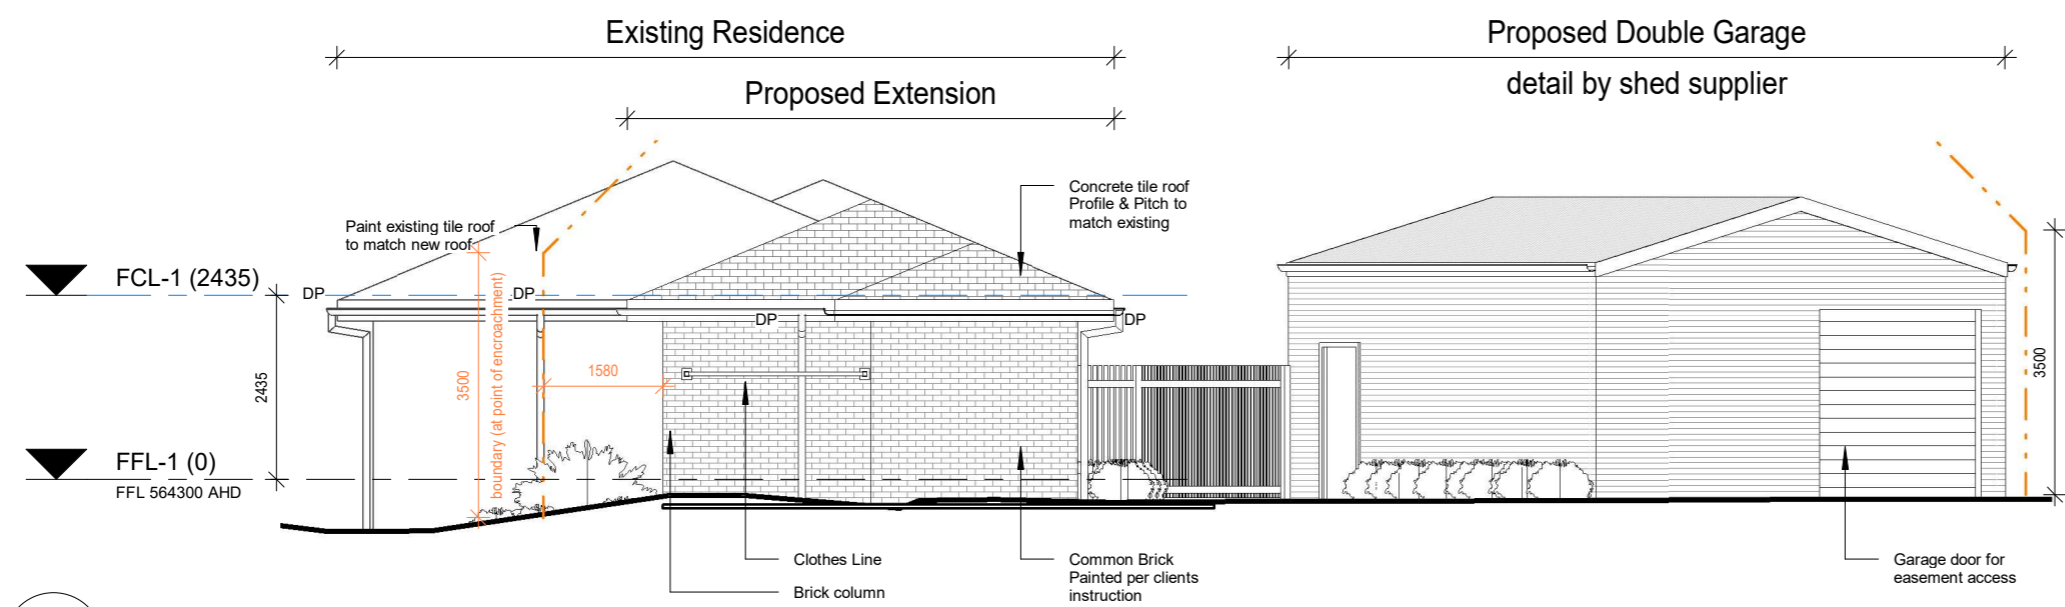 Existing Residence
Proposed Double Garage
Proposed Extension
detail by shed supplier
Concrete tile roof
Profile & Pitch to
match existing
Paint existing tile roof
to match new roof
FCL-1 (2435)
DP
DP
DP
DP
2435
3500
boundary (at point of encroachment)
1580
3500
FFL-1 (0)
FFL 564300 AHD
Clothes Line
Brick column
Common Brick
Painted per clients
instruction
Garage door for
easement access